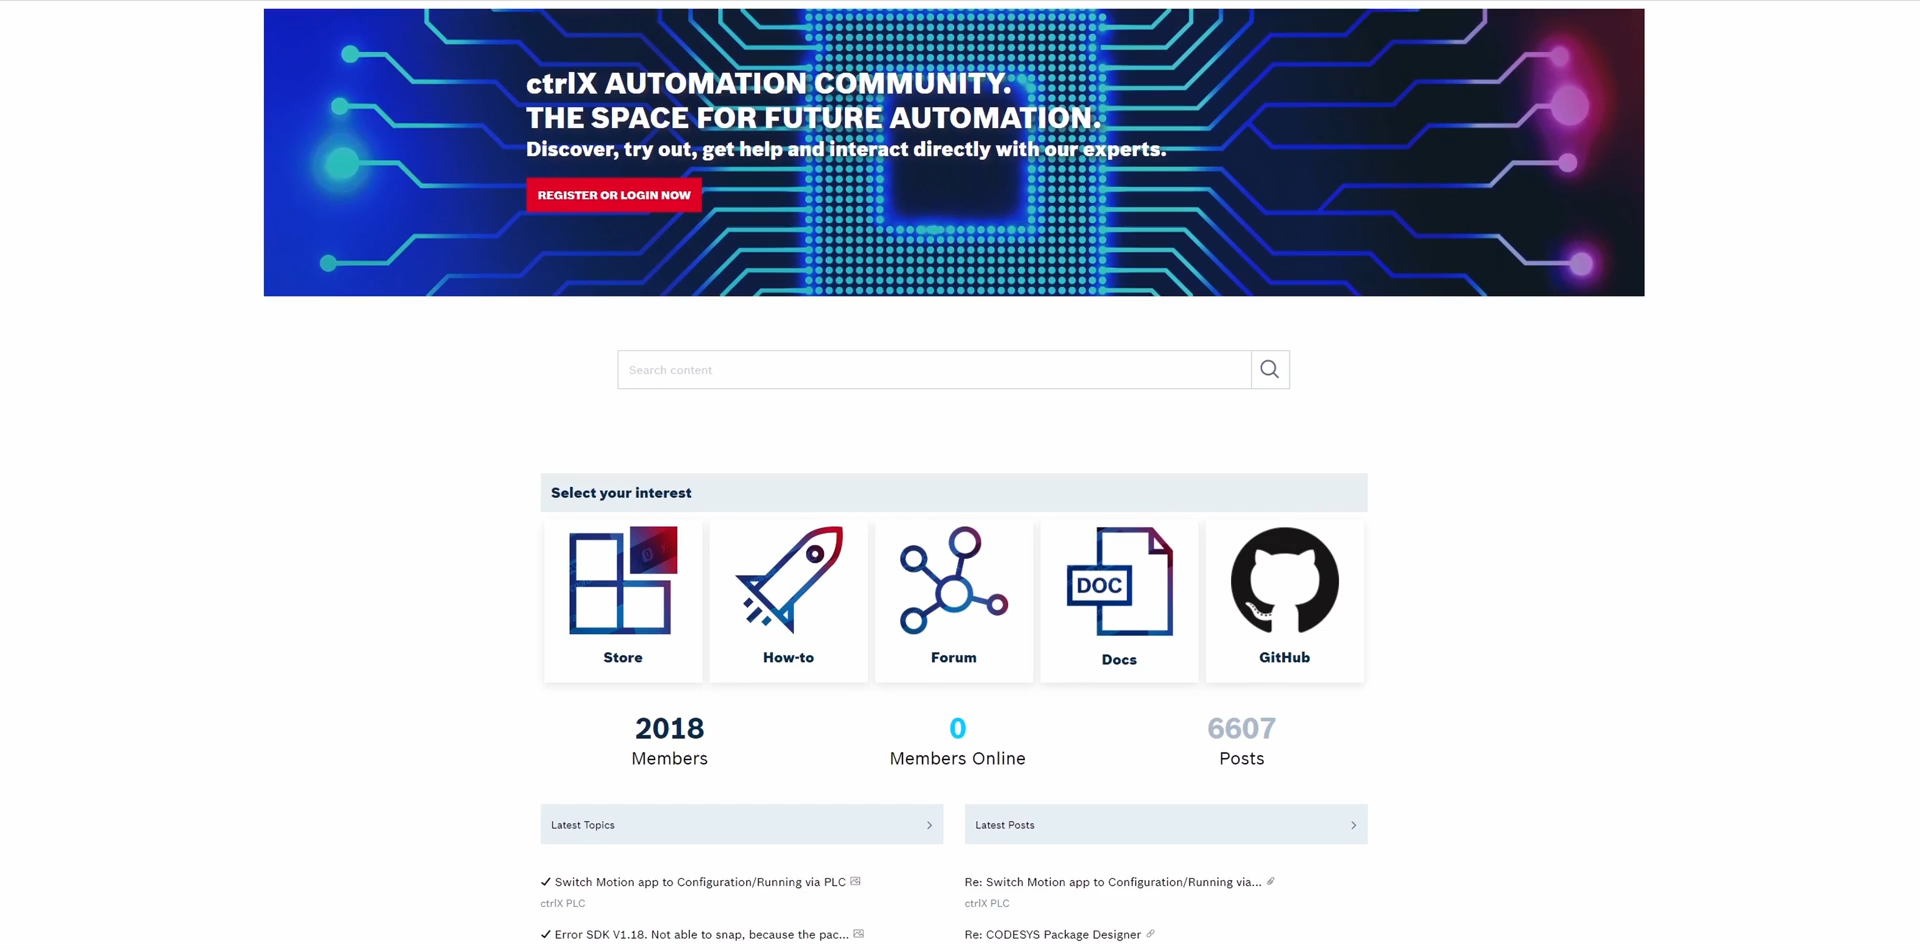 ctrlX AUTOMATION COMMUNITY.
THE SPACE FOR FUTURE AUTOMATION.
Discover, try out, get help and interact directly with our experts.
REGISTER OR LOGIN NOW
Search content
Select your interest
Store
How-to
Forum
DOC
Docs
GitHub
2018
Members
0
Members Online
6607
Posts
Latest Topics
Switch Motion app to Configuration/Running via PLC
ctrlX PLC
Error SDK V1.18. Not able to snap, because the pac...
Latest Posts
Re: Switch Motion app to Configuration/Running via...
ctrlX PLC
Re: CODESYS Package Designer